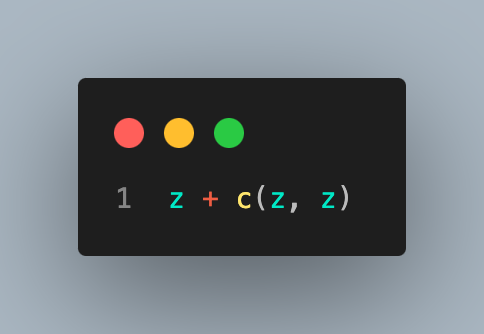 1 z + c(z, z)